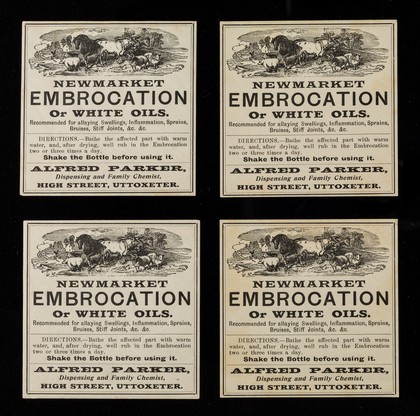 NEWMARKET
EMBROCATION
Or WHITE OILS.
Recommended for allaying Swellings, Inflammation, Sprains,
Bruises, Stiff Joints, &c. &c.
DIRECTIONS.—Bathe the affected part with warm
water, and, after drying, well rub in the Embrocation
two or three times a day.
Shake the Bottle before using it.
ALFRED PARKER,
Dispensing and Family Chemist,
HIGH STREET, UTTOXETER.
NEWMARKET
EMBROCATION
Or WHITE OILS.
Recommended for allaying Swellings, Inflammation, Sprains,
Bruises, Stiff Joints, &c. &c.
DIRECTIONS.—Bathe the affected part with warm
water, and, after drying, well rub in the Embrocation
two or three times a day.
Shake the Bottle before using it.
ALFRED PARKER,
Dispensing and Family Chemist,
HIGH STREET, UTTOXETER.
NEWMARKET
EMBROCATION
Or WHITE OILS.
Recommended for allaying Swellings, Inflammation, Sprains,
Bruises, Stiff Joints, &c. &c.
DIRECTIONS.—Bathe the affected part with warm
water, and, after drying, well rub in the Embrocation
two or three times a day.
Shake the Bottle before using it.
ALFRED PARKER,
Dispensing and Family Chemist,
HIGH STREET, UTTOXETER.
NEWMARKET
EMBROCATION
Or WHITE OILS.
Recommended for allaying Swellings, Inflammation, Sprains,
Bruises, Stiff Joints, &c. &c.
DIRECTIONS.—Bathe the affected part with warm
water, and, after drying, well rub in the Embrocation
two or three times a day.
Shake the Bottle before using it.
ALFRED PARKER,
Dispensing and Family Chemist,
HIGH STREET, UTTOXETER.